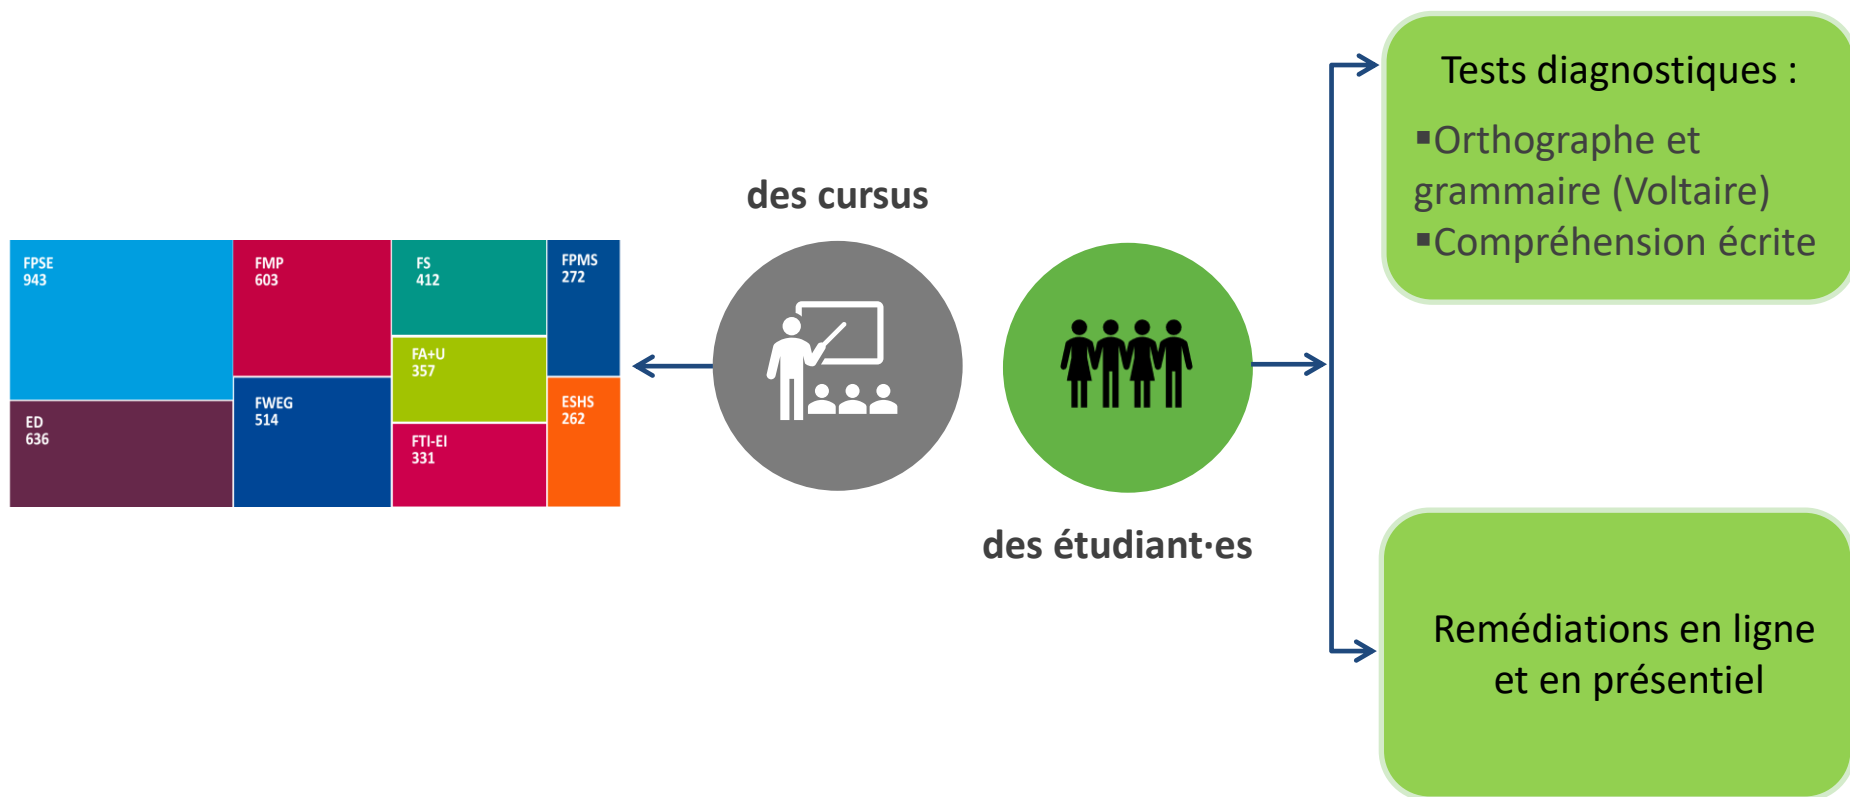 FPSE
943
ED
636
FMP
603
FWEG
514
FS
412
FA+U
357
FTI-EI
331
FPMS
272
ESHS
262
des cursus
des étudiant·es
Tests diagnostiques :
▪Orthographe et
grammaire (Voltaire)
▪Compréhension écrite
Remédiations en ligne
et en présentiel